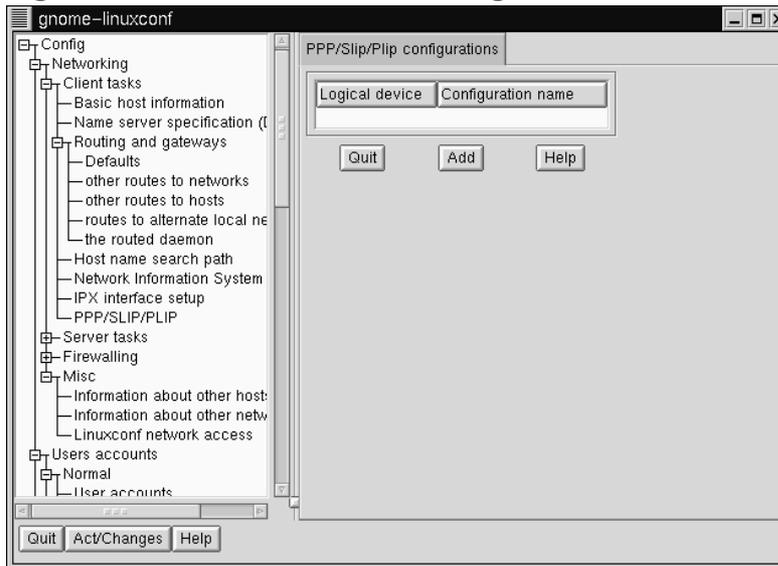 gnome-linuxconf
Config
Networking
Client tasks
Basic host information
Name server specification (
Routing and gateways
Defaults
other routes to networks
other routes to hosts
routes to alternate local ne
the routed daemon
Host name search path
Network Information System
IPX interface setup
PPP/SLIP/PLIP
Server tasks
Firewalling
Misc
Information about other host
Information about other netw
Linuxconf network access
Users accounts
Normal
User accounts
PPP/Slip/Plip configurations
Logical device Configuration name
Quit Add Help
Quit Act/Changes Help